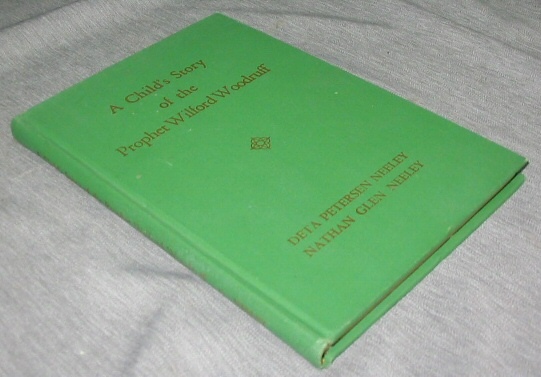 A Child's Story
of the
Prophet Wilford Woodruff
DETA PETERSEN NEELEY
NATHAN GLEN NEELEY